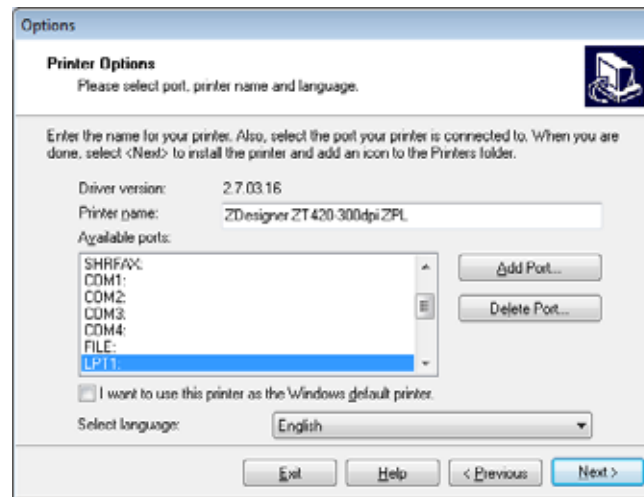 Options
Printer Options
Please select port, printer name and language.
Enter the name for your printer. Also, select the port your printer is connected to. When you are
done, select <Next> to install the printer and add an icon to the Printers folder.
Driver version: 2.7.03.16
Printer name: ZDesigner ZT420-300dpi ZPL
Available ports:
SHRFAX:
COM1:
COM2:
COM3:
COM4:
FILE:
LPT1:
Add Port...
Delete Port...
I want to use this printer as the Windows default printer.
Select language: English
Exit Help < Previous Next >